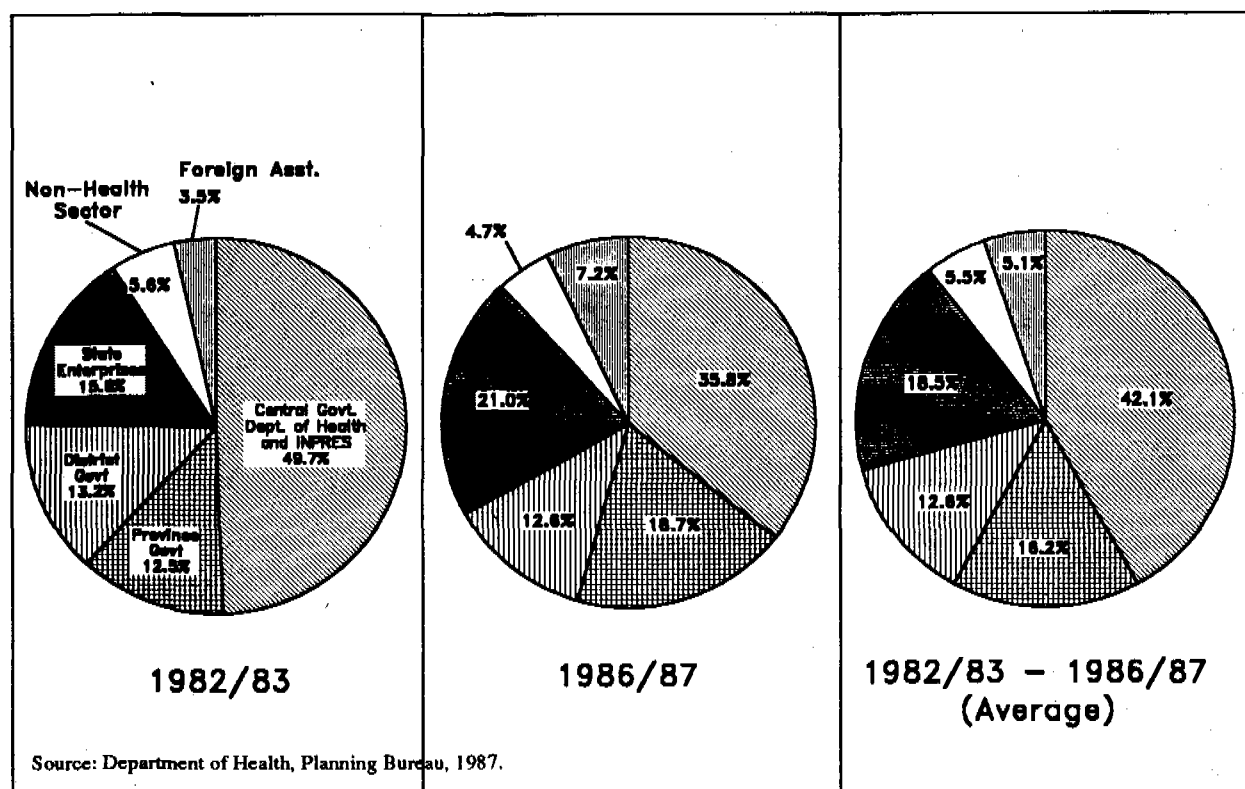 Foreign Asst.
3.5%
Non-Health
Sector
5.6%
State
Enterprises
District
Govt
13.2%
Province
Govt
12.5%
Central Govt.
Dept. of Health
and INPRES
49.7%
1982/83
4.7%
7.2%
35.8%
21.0%
12.6%
18.7%
1986/87
5.5%
5.1%
42.1%
18.5%
12.6%
16.2%
1982/83 - 1986/87
(Average)
Source: Department of Health, Planning Bureau, 1987.